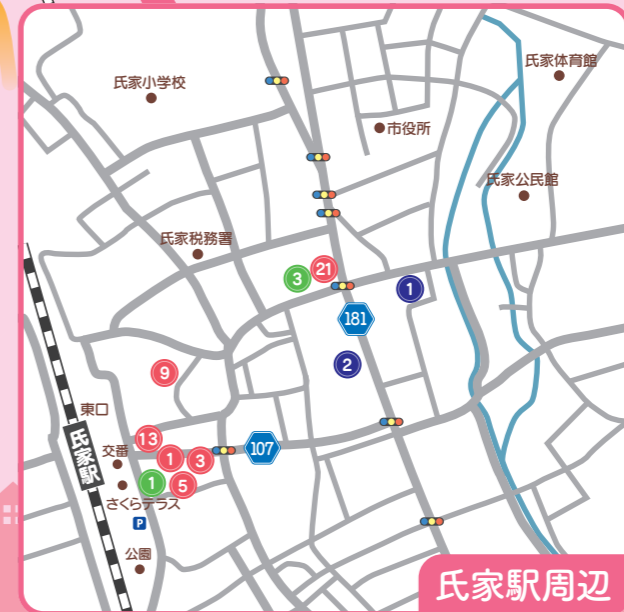 氏家小学校
氏家体育館
市役所
氏家公民館
氏家税務署
3
21
1
181
2
9
東口
13
氏家駅
交番
1
3
107
1
5
さくらテラス
P
公園
氏家駅周辺